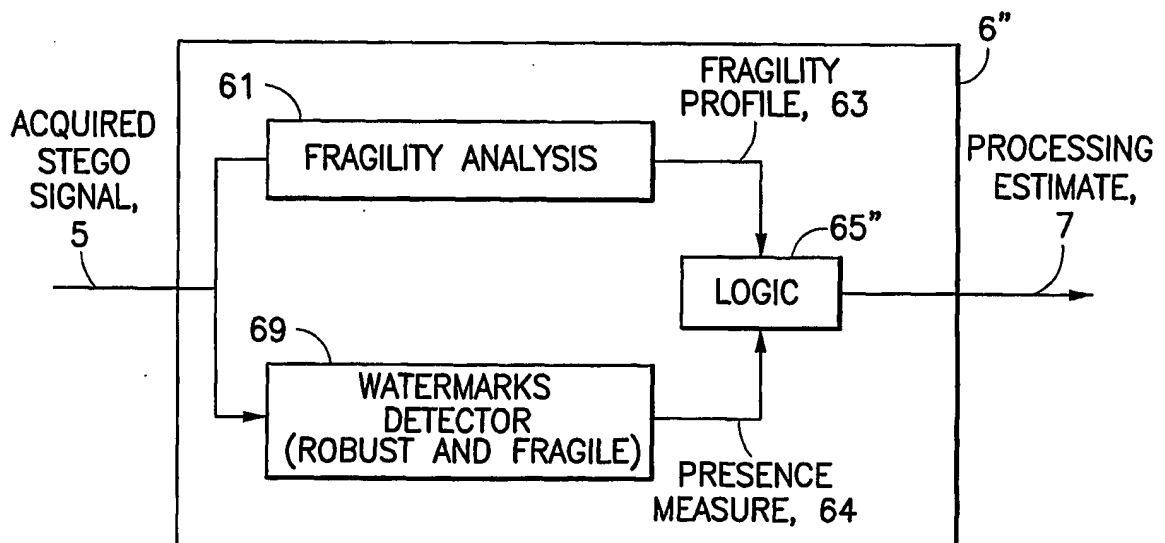 6”
61
FRAGILITY
PROFILE, 63
ACQUIRED
STEGO
SIGNAL,
5
FRAGILITY ANALYSIS
PROCESSING
ESTIMATE,
7
65”
LOGIC
69
WATERMARKS
DETECTOR
(ROBUST AND FRAGILE)
PRESENCE
MEASURE, 64